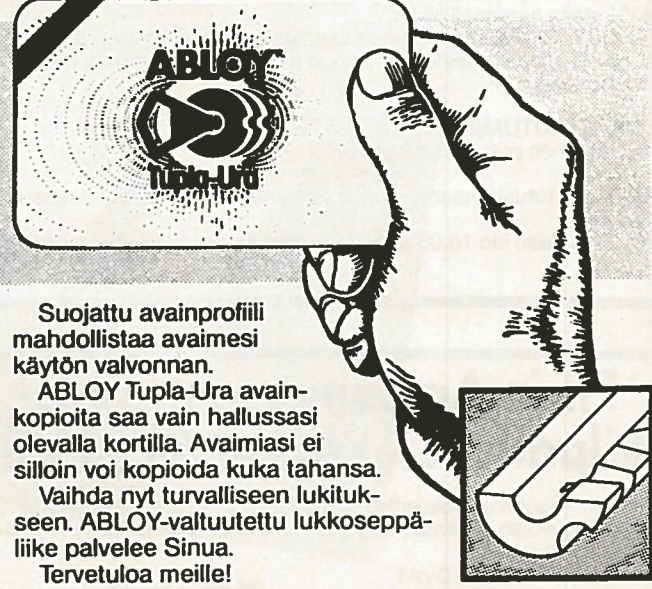 ABLOY
Tupla-Ura
Suojattu avainprofiili
mahdollistaa avaimesi
käytön valvonnan.
ABLOY Tupla-Ura avain-
kopioita saa vain hallussasi
olevalla kortilla. Avaimiasi ei
silloin voi kopioida kuka tahansa.
Vaihda nyt turvalliseen lukituk-
seen. ABLOY-valtuutettu lukkoseppä-
liike palvelee Sinua.
Tervetuloa meille!